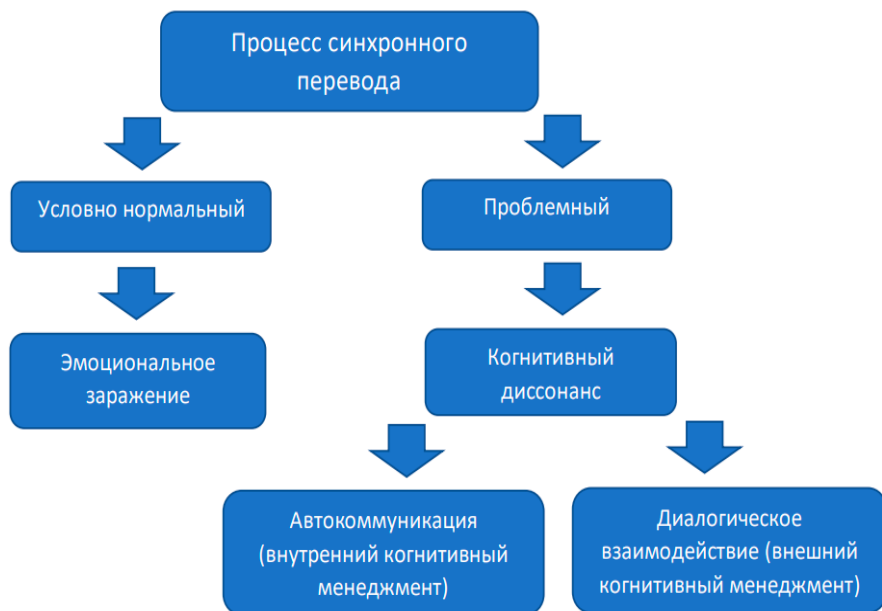 Процесс синхронного
перевода
Условно нормальный
Проблемный
Эмоциональное
заражение
Когнитивный
диссонанс
Автокоммуникация
(внутренний когнитивный
менеджмент)
Диалогическое
взаимодействие (внешний
когнитивный менеджмент)